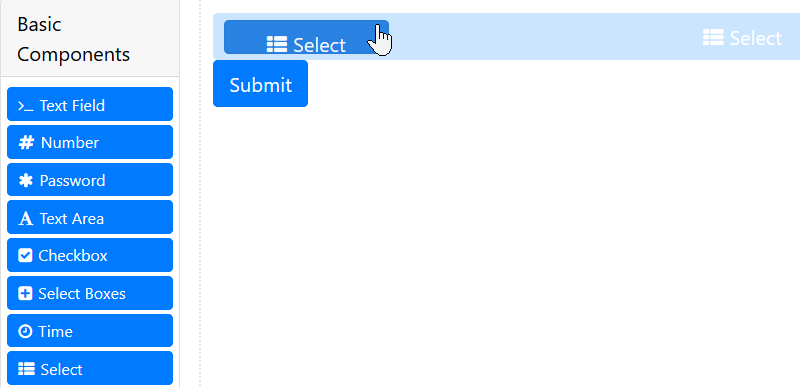 Basic
Components
Text Field
Number
Password
Text Area
Checkbox
Select Boxes
Time
Select
Select
Select
Submit